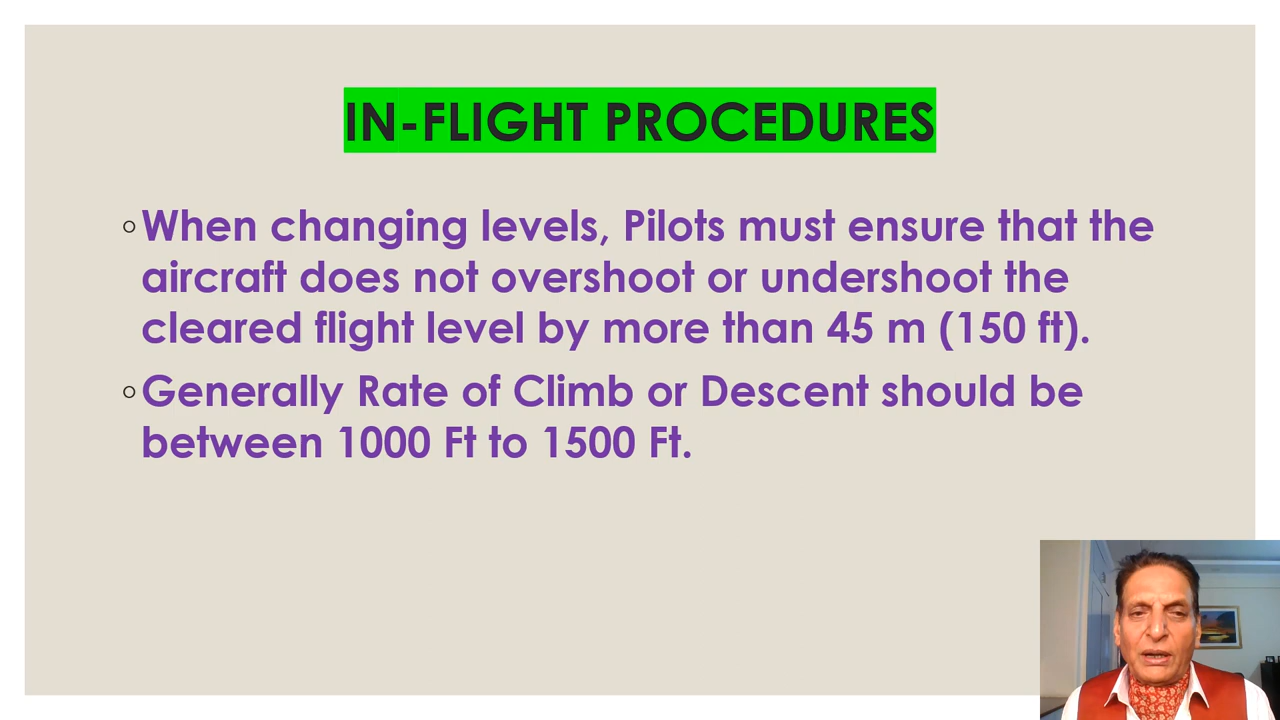 IN-FLIGHT PROCEDURES
◦When changing levels, Pilots must ensure that the
aircraft does not overshoot or undershoot the
cleared flight level by more than 45 m (150 ft).
◦Generally Rate of Climb or Descent should be
between 1000 Ft to 1500 Ft.